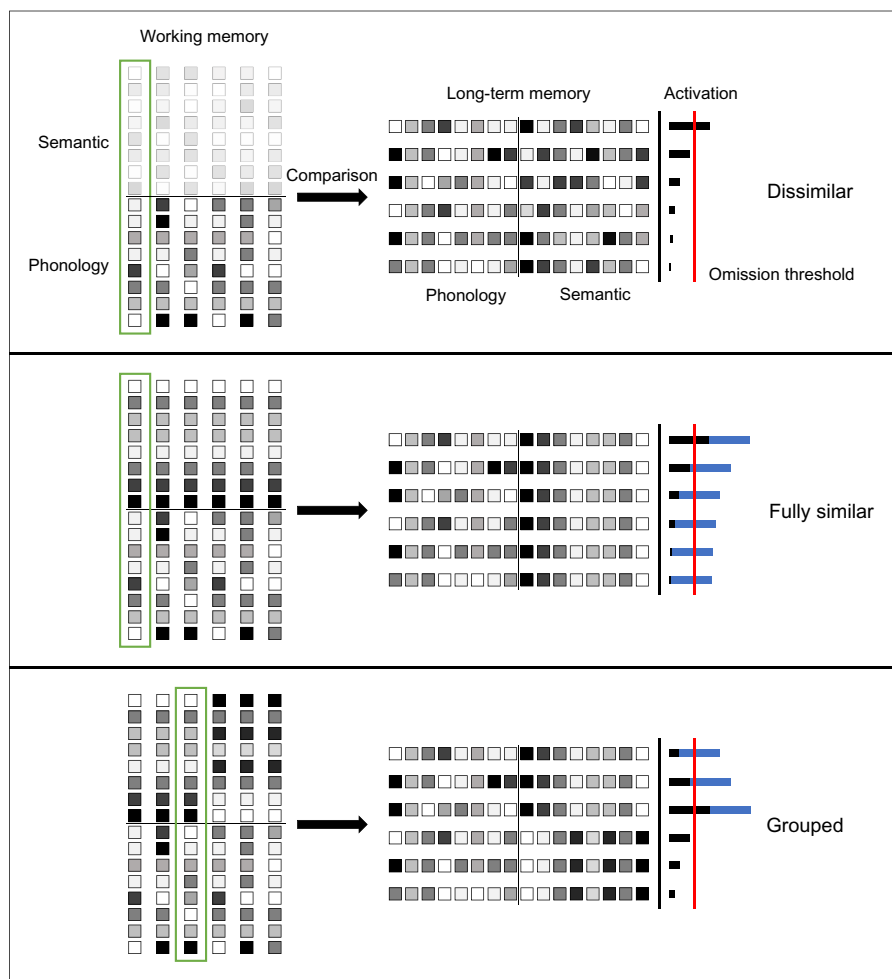 Working memory
Long-term memory
Activation
Semantic
Comparison
Dissimilar
Phonology
Omission threshold
Phonology
Semantic
Fully similar
Grouped